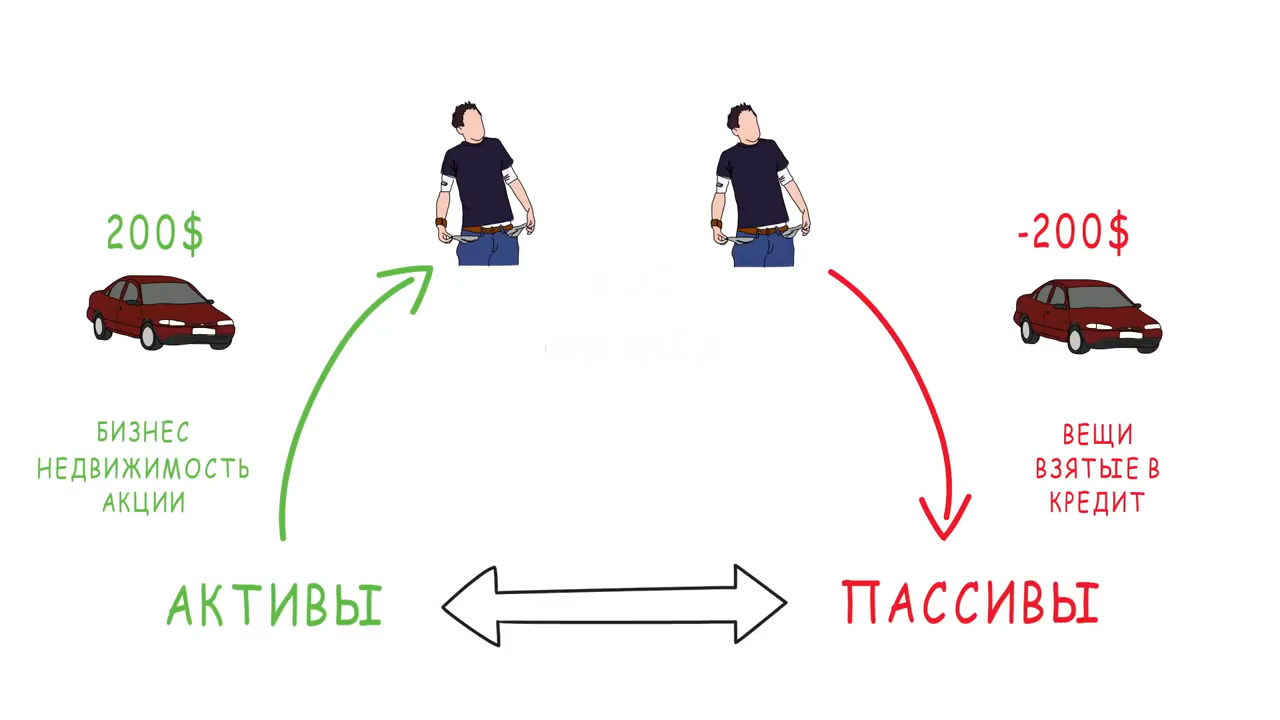 200$
-200$
БИЗНЕС
НЕДВИЖИМОСТЬ
АКЦИИ
ВЕЩИ
ВЗЯТЫЕ В
КРЕДИТ
АКТИВЫ
ПАССИВЫ